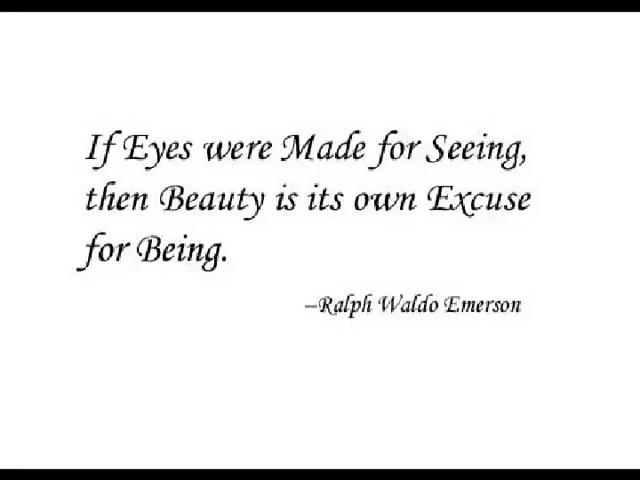 If Eyes were Made for Seeing,
then Beauty is its own Excuse
for Being.
–Ralph Waldo Emerson